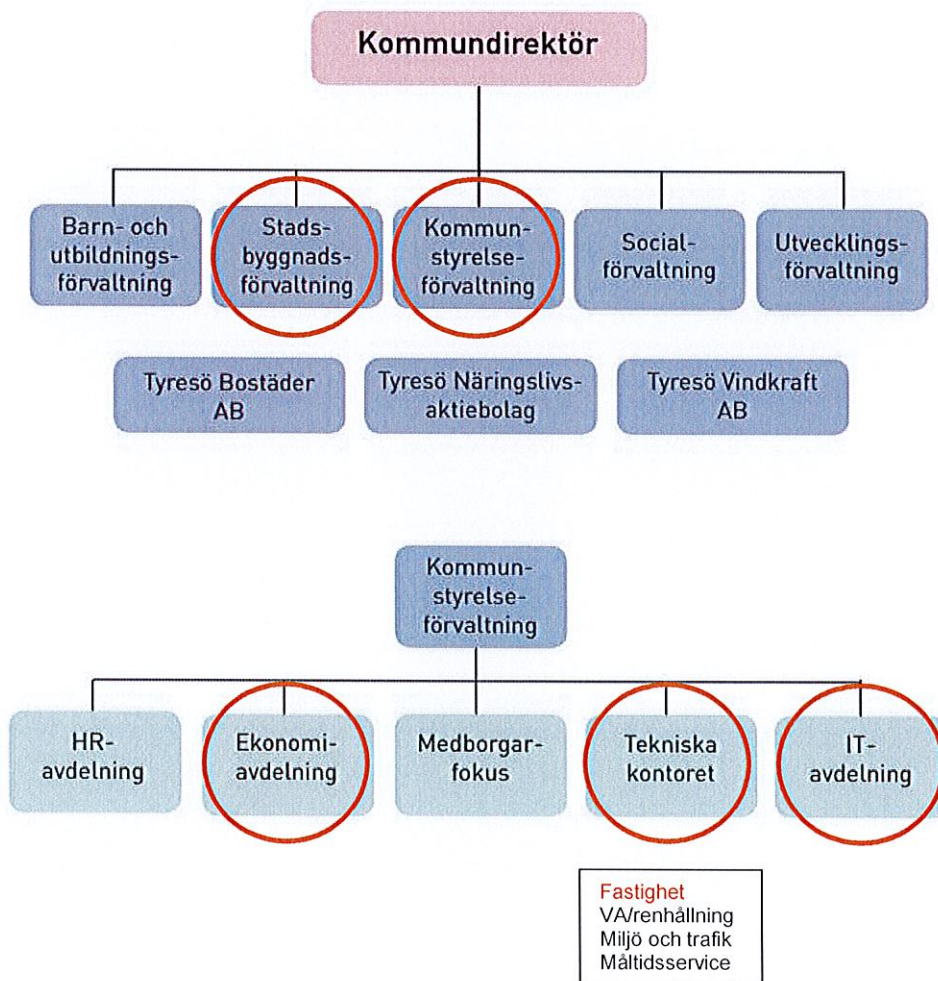 Kommundirektör
Barn- och
utbildnings-
förvaltning
Stads-
byggnads-
förvaltning
Kommun-
styrelse-
förvaltning
Social-
förvaltning
Utvecklings-
förvaltning
Tyresö Bostäder
AB
Tyresö Näringslivs-
aktiebolag
Tyresö Vindkraft
AB
Kommun-
styrelse-
förvaltning
HR-
avdelning
Ekonomi-
avdelning
Medborgar-
fokus
Tekniska
kontoret
IT-
avdelning
Fastighet
VA/renhållning
Miljö och trafik
Måltidsservice